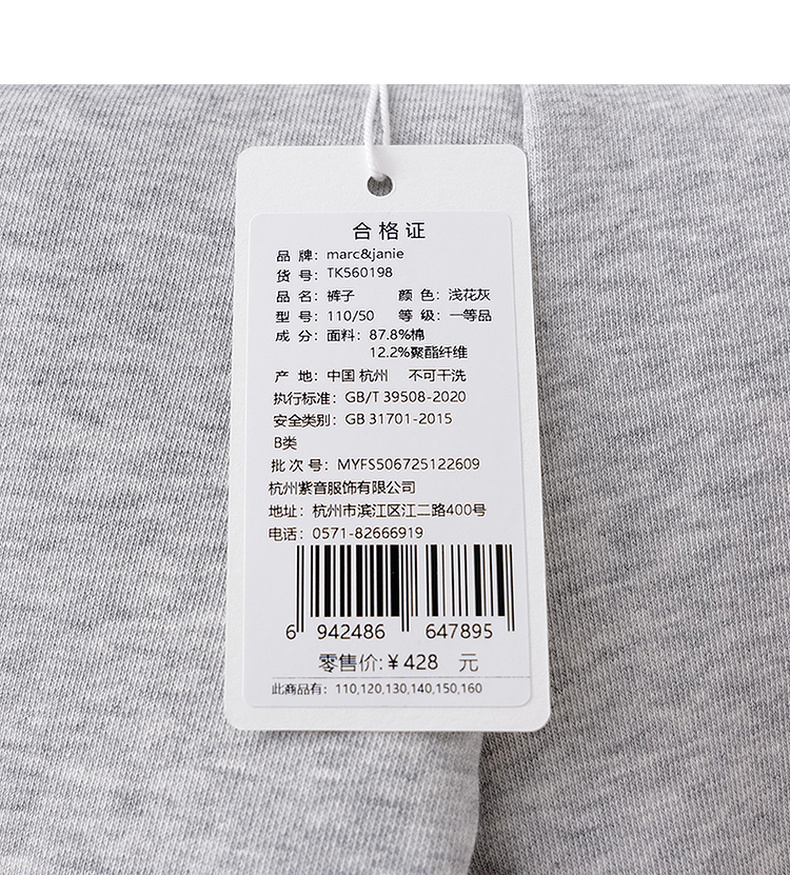 合格证
品 牌：marc&janie
货 号：TK560198
品 名：裤子 颜 色：浅花灰
型 号：110/50 等 级：一等品
成 分：面料：87.8%棉
12.2%聚酯纤维
产 地：中国 杭州 不可干洗
执行标准：GB/T 39508-2020
安全类别：GB 31701-2015
B类
批 次 号：MYFS506725122609
杭州紫音服饰有限公司
地址：杭州市滨江区江二路400号
电话：0571-82666919
6 942486 647895
零售价:￥428 元
此商品有：110,120,130,140,150,160